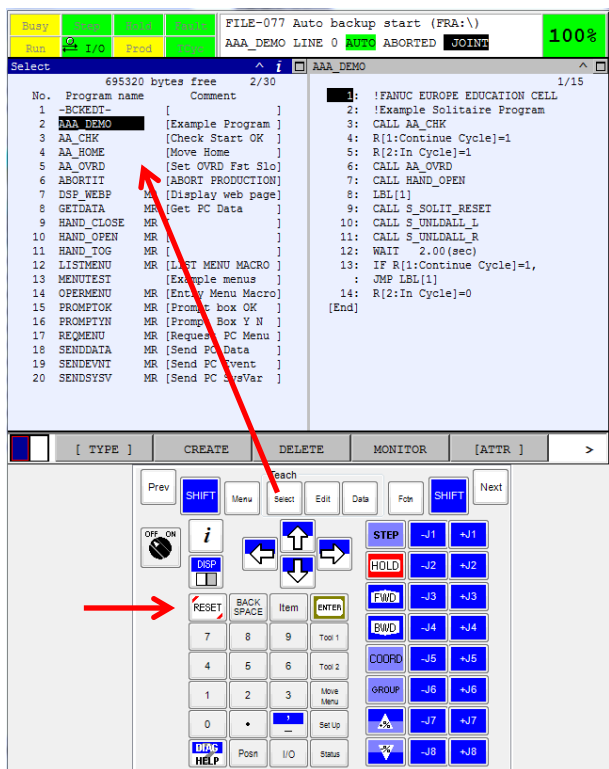 Busy Step Hold Fault FILE-077 Auto backup start (FRA:\)
Run I/O Prod TCyc AAA_DEMO LINE 0 AUTO ABORTED JOINT 100%
Select
695320 bytes free 2/30
No. Program name Comment
1 -BCKEDT- [ ]
2 AAA_DEMO [Example Program ]
3 AA_CHK [Check Start OK ]
4 AA_HOME [Move Home ]
5 AA_OVRD [Set OVRD Fst Slo]
6 ABORTIT [ABORT PRODUCTION]
7 DSP_WEBP MR [Display web page]
8 GETDATA MR [Get PC Data ]
9 HAND_CLOSE MR [ ]
10 HAND_OPEN MR [ ]
11 HAND_TOG MR [ ]
12 LISTMENU MR [LIST MENU MACRO ]
13 MENUTEST [Example menus ]
14 OPERMENU MR [Entry Menu Macro]
15 PROMPTOK MR [Prompt box OK ]
16 PROMPTYN MR [Prompt Box Y N ]
17 REQMENU MR [Request PC Menu ]
18 SENDDATA MR [Send PC Data ]
19 SENDEVNT MR [Send PC Event ]
20 SENDSYSV MR [Send PC SysVar ]
AAA_DEMO
1/15
1: !FANUC EUROPE EDUCATION CELL
2: !Example Solitaire Program
3: CALL AA_CHK
4: R[1:Continue Cycle]=1
5: R[2:In Cycle]=1
6: CALL AA_OVRD
7: CALL HAND_OPEN
8: LBL[1]
9: CALL S_SOLIT_RESET
10: CALL S_UNLDALL_L
11: CALL S_UNLDALL_R
12: WAIT 2.00(sec)
13: IF R[1:Continue Cycle]=1,
: JMP LBL[1]
14: R[2:In Cycle]=0
[End]
[ TYPE ] CREATE DELETE MONITOR [ATTR ] >
Teach
Prev SHIFT Menu Select Edit Data Fctn SHIFT Next
OFF ON i STEP -J1 +J1
DISP HOLD -J2 +J2
RESET BACK SPACE Item ENTER FWD -J3 +J3
7 8 9 Tool 1 BWD -J4 +J4
4 5 6 Tool 2 COORD -J5 +J5
1 2 3 Move Menu GROUP -J6 +J6
0 . , _ Set Up % -J7 +J7
DIAG HELP Posn I/O Status % -J8 +J8